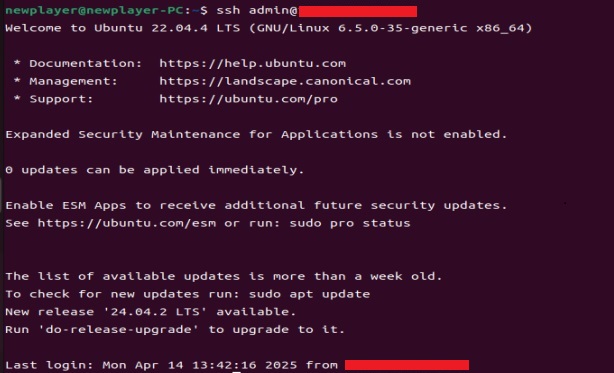 newplayer@newplayer-PC:~$ ssh admin@
Welcome to Ubuntu 22.04.4 LTS (GNU/Linux 6.5.0-35-generic x86_64)
* Documentation: https://help.ubuntu.com
* Management: https://landscape.canonical.com
* Support: https://ubuntu.com/pro
Expanded Security Maintenance for Applications is not enabled.
0 updates can be applied immediately.
Enable ESM Apps to receive additional future security updates.
See https://ubuntu.com/esm or run: sudo pro status
The list of available updates is more than a week old.
To check for new updates run: sudo apt update
New release '24.04.2 LTS' available.
Run 'do-release-upgrade' to upgrade to it.
Last login: Mon Apr 14 13:42:16 2025 from